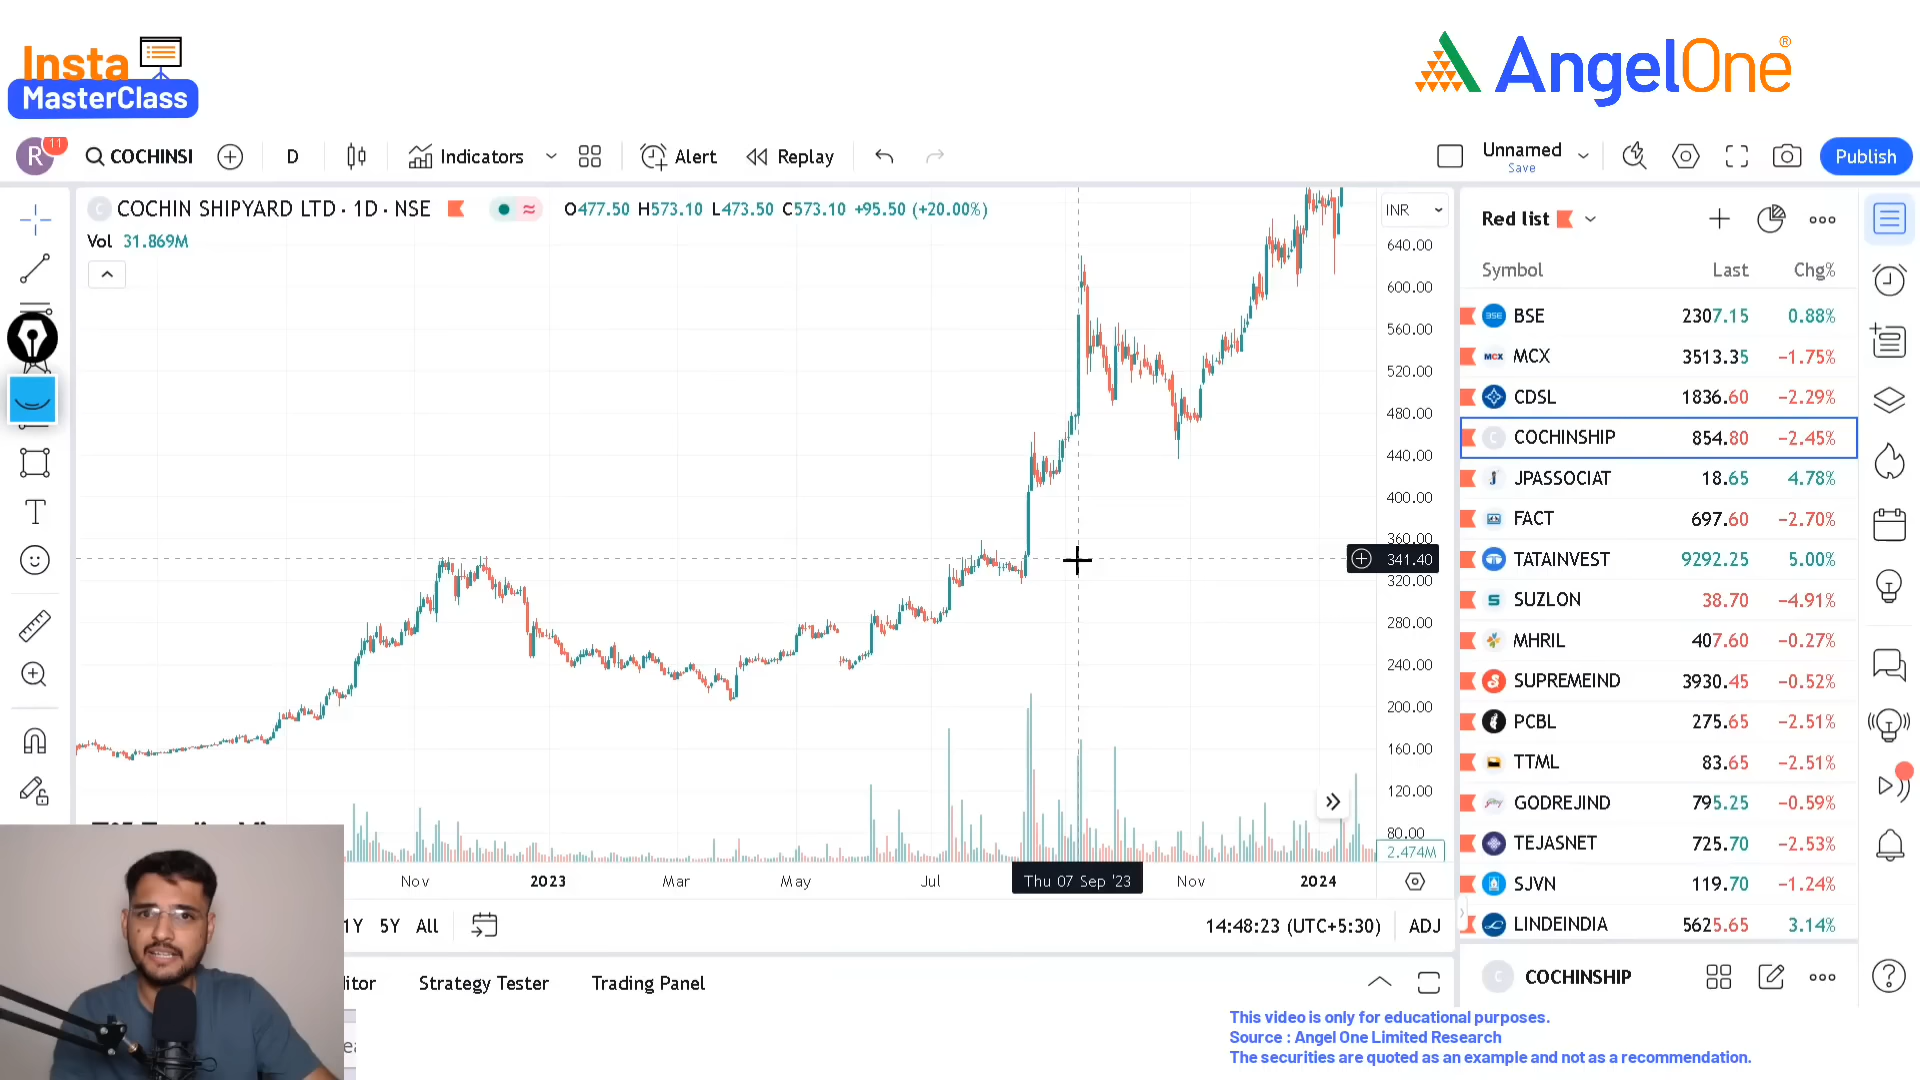 Insta
MasterClass
AngelOne®
R
11
COCHINSI
D
Indicators
Alert
Replay
Unnamed
Save
Publish
C
COCHIN SHIPYARD LTD · 1D · NSE
O477.50 H573.10 L473.50 C573.10 +95.50 (+20.00%)
INR
Vol 31.869M
640.00
600.00
560.00
520.00
480.00
440.00
400.00
360.00
341.40
320.00
280.00
240.00
200.00
160.00
120.00
80.00
2.474M
Nov
2023
Mar
May
Jul
Thu 07 Sep '23
Nov
2024
1Y 5Y All
14:48:23 (UTC+5:30)
ADJ
itor
Strategy Tester
Trading Panel
Red list
Symbol Last Chg%
BSE 2307.15 0.88%
MCX 3513.35 −1.75%
CDSL 1836.60 −2.29%
COCHINSHIP 854.80 −2.45%
JPASSOCIAT 18.65 4.78%
FACT 697.60 −2.70%
TATAINVEST 9292.25 5.00%
SUZLON 38.70 −4.91%
MHRIL 407.60 −0.27%
SUPREMEIND 3930.45 −0.52%
PCBL 275.65 −2.51%
TTML 83.65 −2.51%
GODREJIND 795.25 −0.59%
TEJASNET 725.70 −2.53%
SJVN 119.70 −1.24%
LINDEINDIA 5625.65 3.14%
C COCHINSHIP
This video is only for educational purposes.
Source : Angel One Limited Research
The securities are quoted as an example and not as a recommendation.